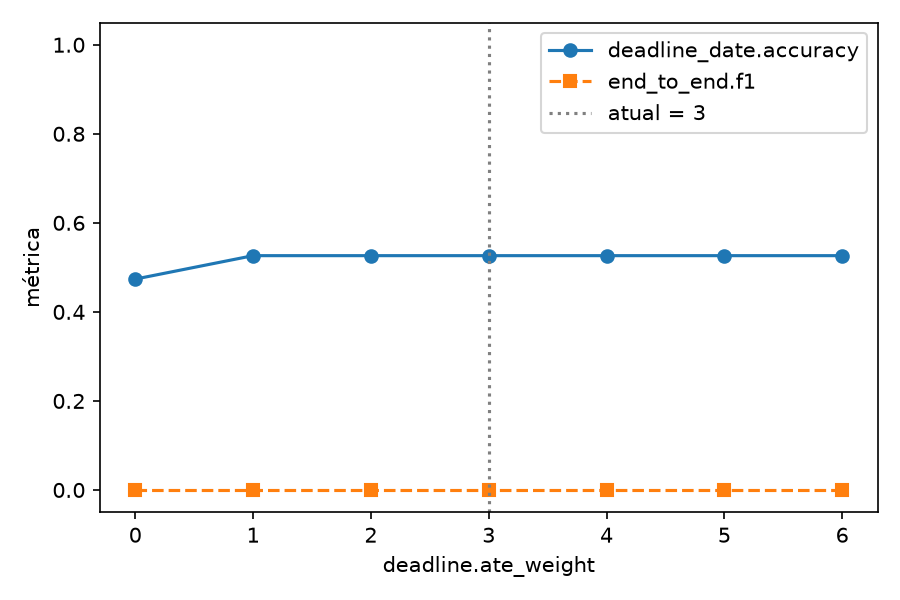 deadline_date.accuracy
end_to_end.f1
atual = 3
métrica
1.0
0.8
0.6
0.4
0.2
0.0
0 1 2 3 4 5 6
deadline.ate_weight